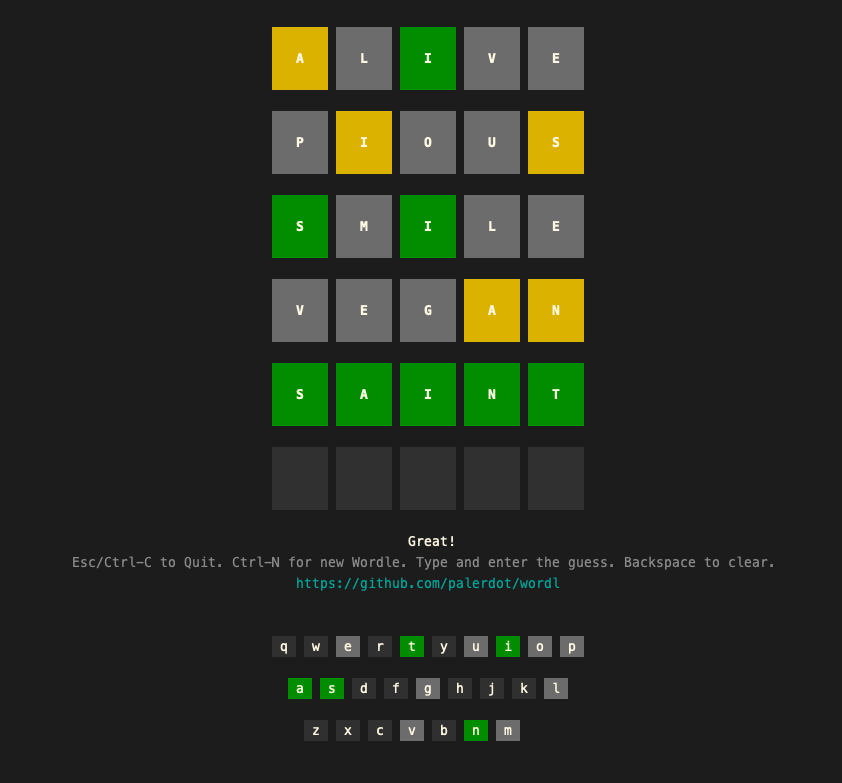 A L I V E
P I O U S
S M I L E
V E G A N
S A I N T
Great!
Esc/Ctrl-C to Quit. Ctrl-N for new Wordle. Type and enter the guess. Backspace to clear.
https://github.com/palerdot/wordl
q w e r t y u i o p
a s d f g h j k l
z x c v b n m